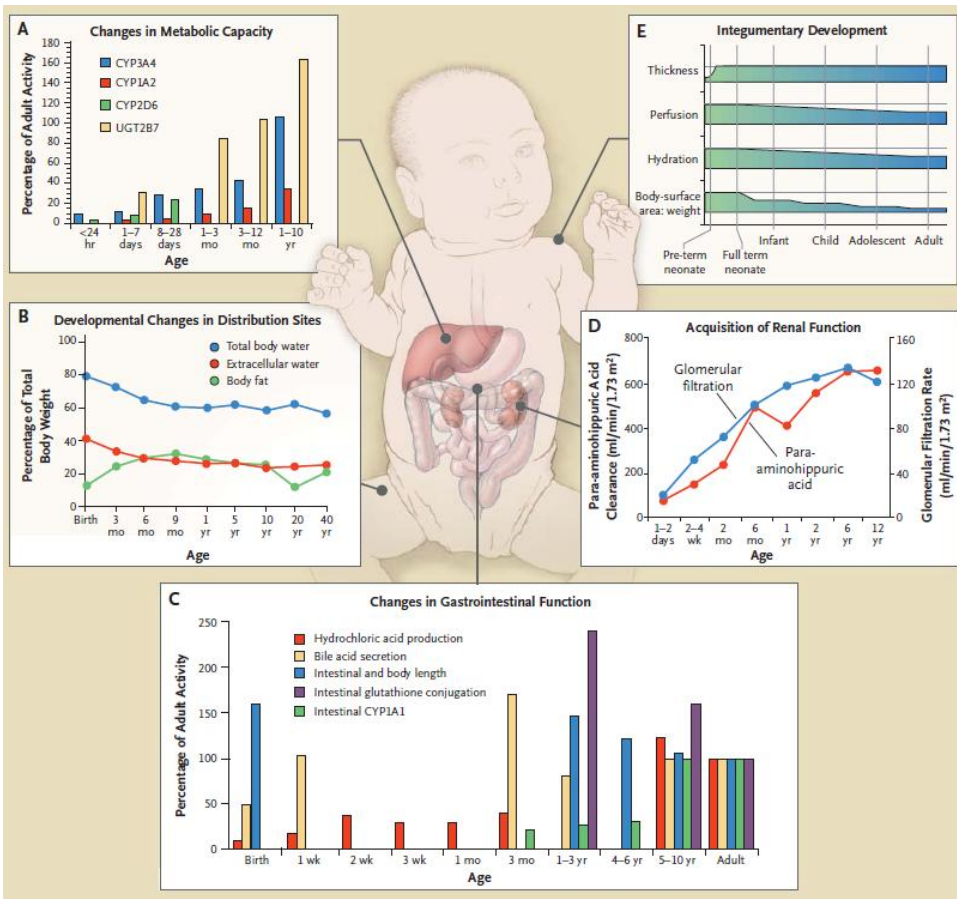 A
Changes in Metabolic Capacity
Percentage of Adult Activity
180
160
140
120
100
80
60
40
20
0
CYP3A4
CYP1A2
CYP2D6
UGT2B7
<24 hr
1–7 days
8–28 days
1–3 mo
3–12 mo
1–10 yr
Age
E
Integumentary Development
Thickness
Perfusion
Hydration
Body-surface
area: weight
Infant
Child
Adolescent
Adult
Pre-term
neonate
Full term
neonate
B
Developmental Changes in Distribution Sites
Percentage of Total
Body Weight
100
80
60
40
20
0
Total body water
Extracellular water
Body fat
Birth
3 mo
6 mo
9 mo
1 yr
5 yr
10 yr
20 yr
40 yr
Age
D
Acquisition of Renal Function
Para-aminohippuric Acid
Clearance (ml/min/1.73 m²)
800
600
400
200
0
Glomerular
filtration
Para-
aminohippuric
acid
160
120
80
40
0
Glomerular Filtration Rate
(ml/min/1.73 m²)
1–2 days
2–4 wk
2 mo
6 mo
1 yr
2 yr
6 yr
12 yr
Age
C
Changes in Gastrointestinal Function
Percentage of Adult Activity
250
200
150
100
50
0
Hydrochloric acid production
Bile acid secretion
Intestinal and body length
Intestinal glutathione conjugation
Intestinal CYP1A1
Birth
1 wk
2 wk
3 wk
1 mo
3 mo
1–3 yr
4–6 yr
5–10 yr
Adult
Age